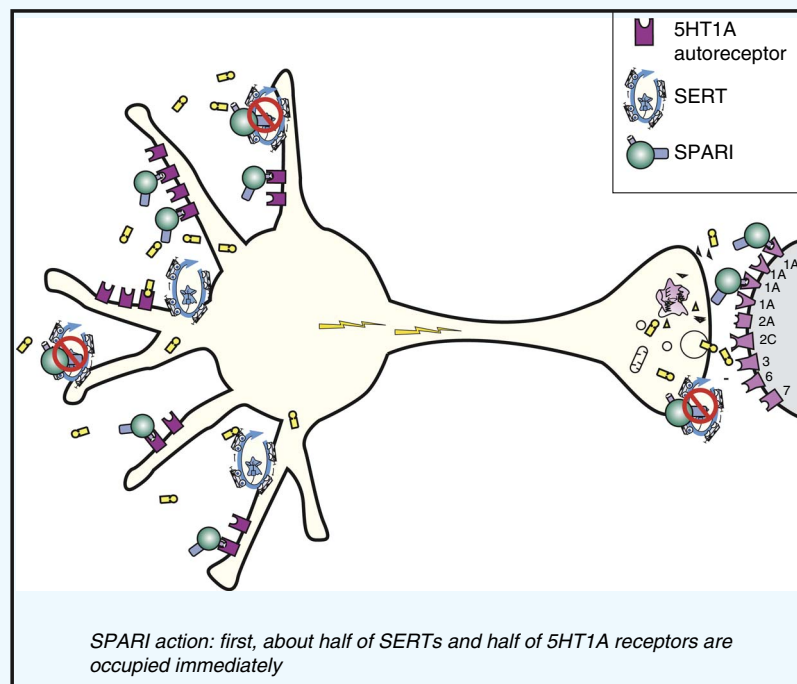 5HT1A
autoreceptor
SERT
SPARI
1A
1A
1A
1A
2A
2C
3
6
7
SPARI action: first, about half of SERTs and half of 5HT1A receptors are
occupied immediately